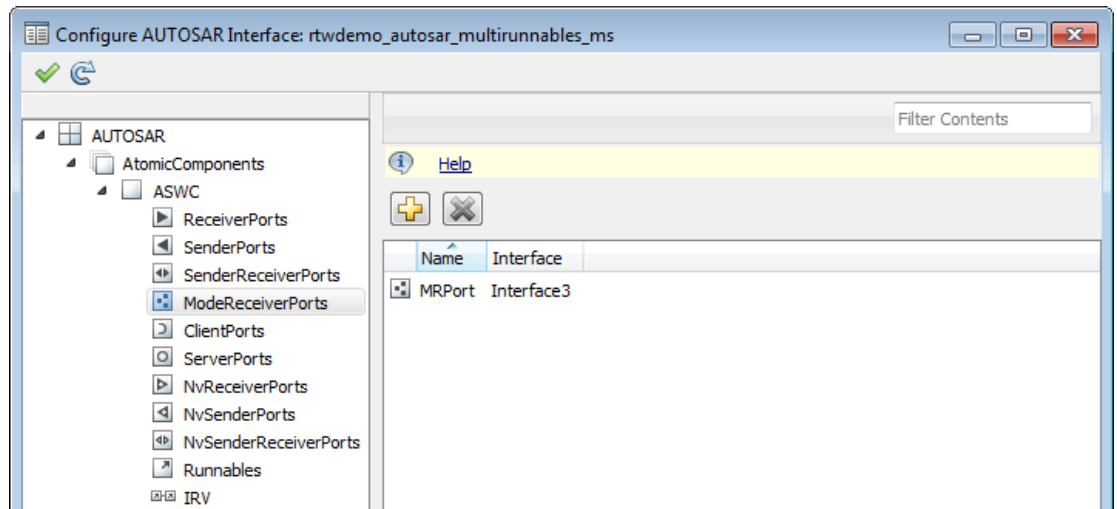 Configure AUTOSAR Interface: rtwdemo_autosar_multirunnables_ms
Filter Contents
AUTOSAR
AtomicComponents
ASWC
ReceiverPorts
SenderPorts
SenderReceiverPorts
ModeReceiverPorts
ClientPorts
ServerPorts
NvReceiverPorts
NvSenderPorts
NvSenderReceiverPorts
Runnables
IRV
Help
Name Interface
MRPort Interface3